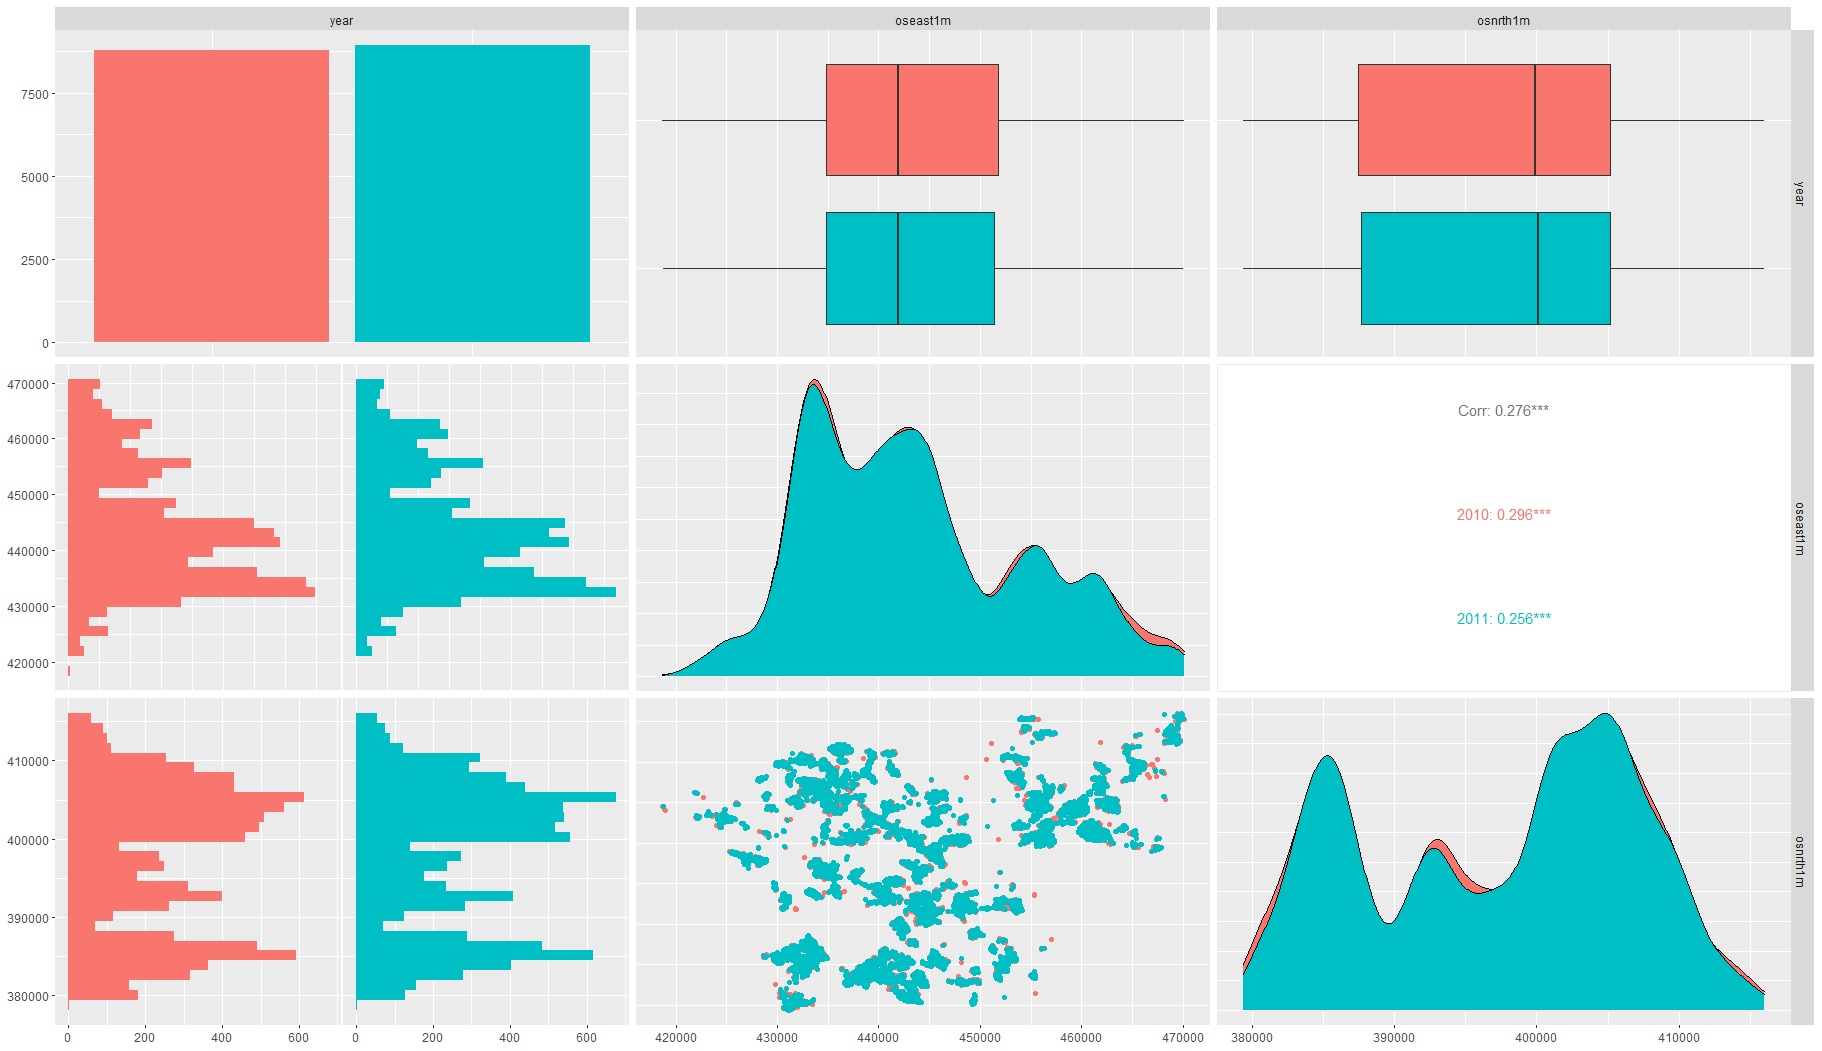 year
oseast1m
osnrth1m
7500
5000
2500
0
year
470000
460000
450000
440000
430000
420000
Corr: 0.276***
2010: 0.296***
2011: 0.256***
oseast1m
410000
400000
390000
380000
osnrth1m
0 200 400 600
0 200 400 600
420000 430000 440000 450000 460000 470000
380000 390000 400000 410000